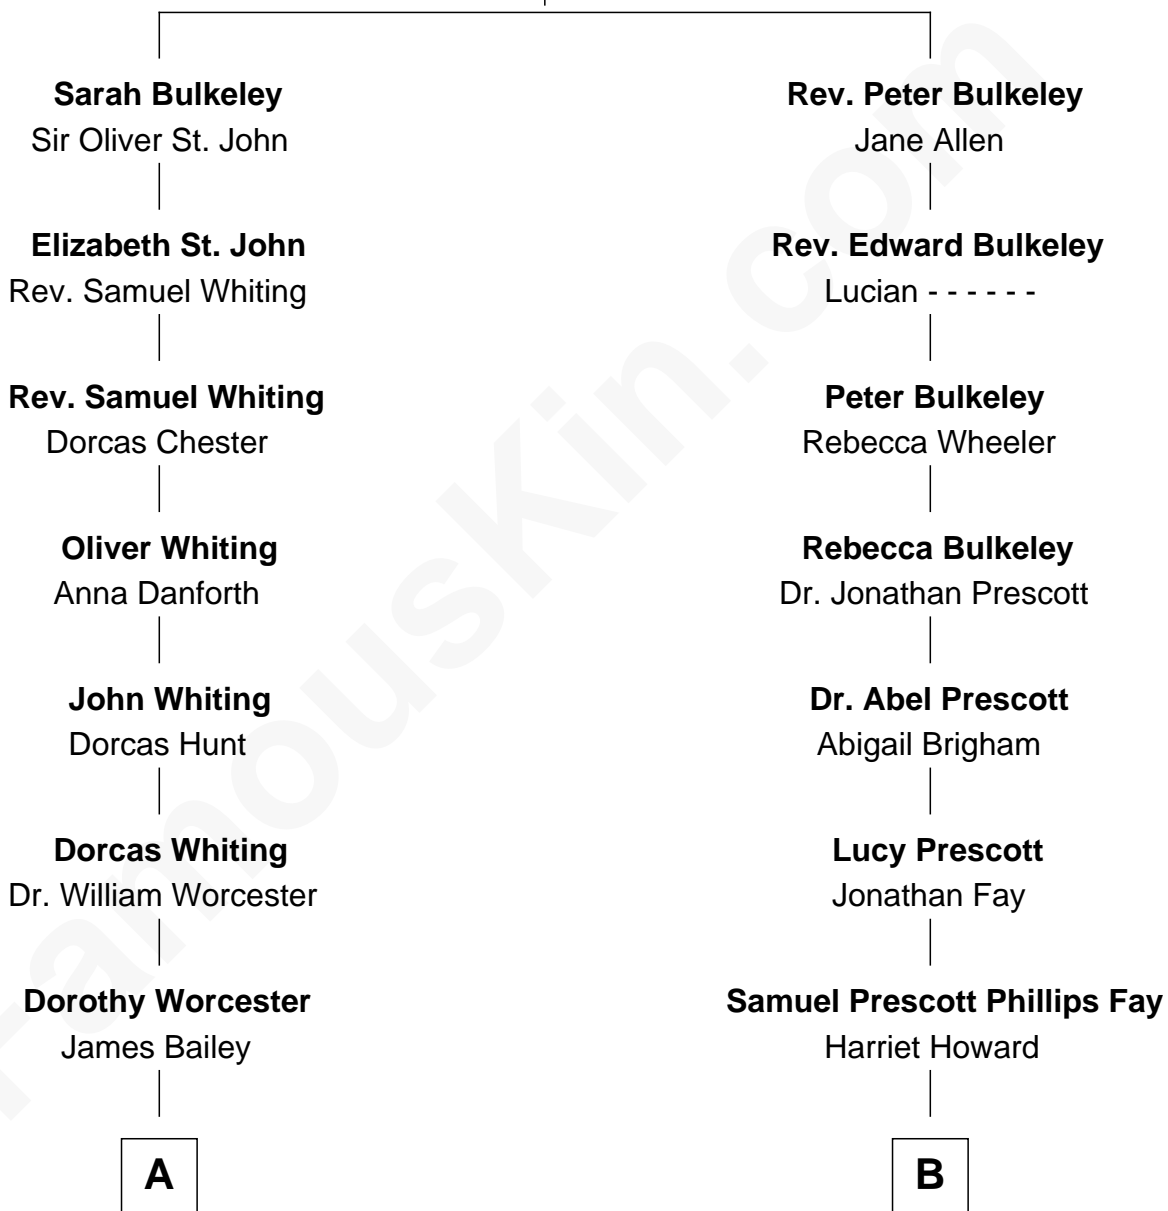 Sarah Bulkeley
Sir Oliver St. John
Elizabeth St. John
Rev. Samuel Whiting
Rev. Samuel Whiting
Dorcas Chester
Oliver Whiting
Anna Danforth
John Whiting
Dorcas Hunt
Dorcas Whiting
Dr. William Worcester
Dorothy Worcester
James Bailey
A
Rev. Peter Bulkeley
Jane Allen
Rev. Edward Bulkeley
Lucian - - - - - -
Peter Bulkeley
Rebecca Wheeler
Rebecca Bulkeley
Dr. Jonathan Prescott
Dr. Abel Prescott
Abigail Brigham
Lucy Prescott
Jonathan Fay
Samuel Prescott Phillips Fay
Harriet Howard
B
FamousKin.com